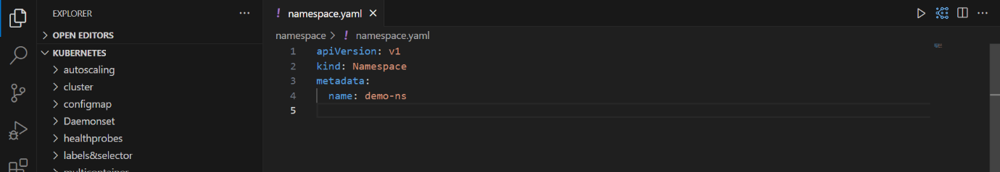 EXPLORER
OPEN EDITORS
KUBERNETES
autoscaling
cluster
configmap
Daemonset
healthprobes
labels&selector
multicontainer
! namespace.yaml
namespace > ! namespace.yaml
1 apiVersion: v1
2 kind: Namespace
3 metadata:
4   name: demo-ns
5